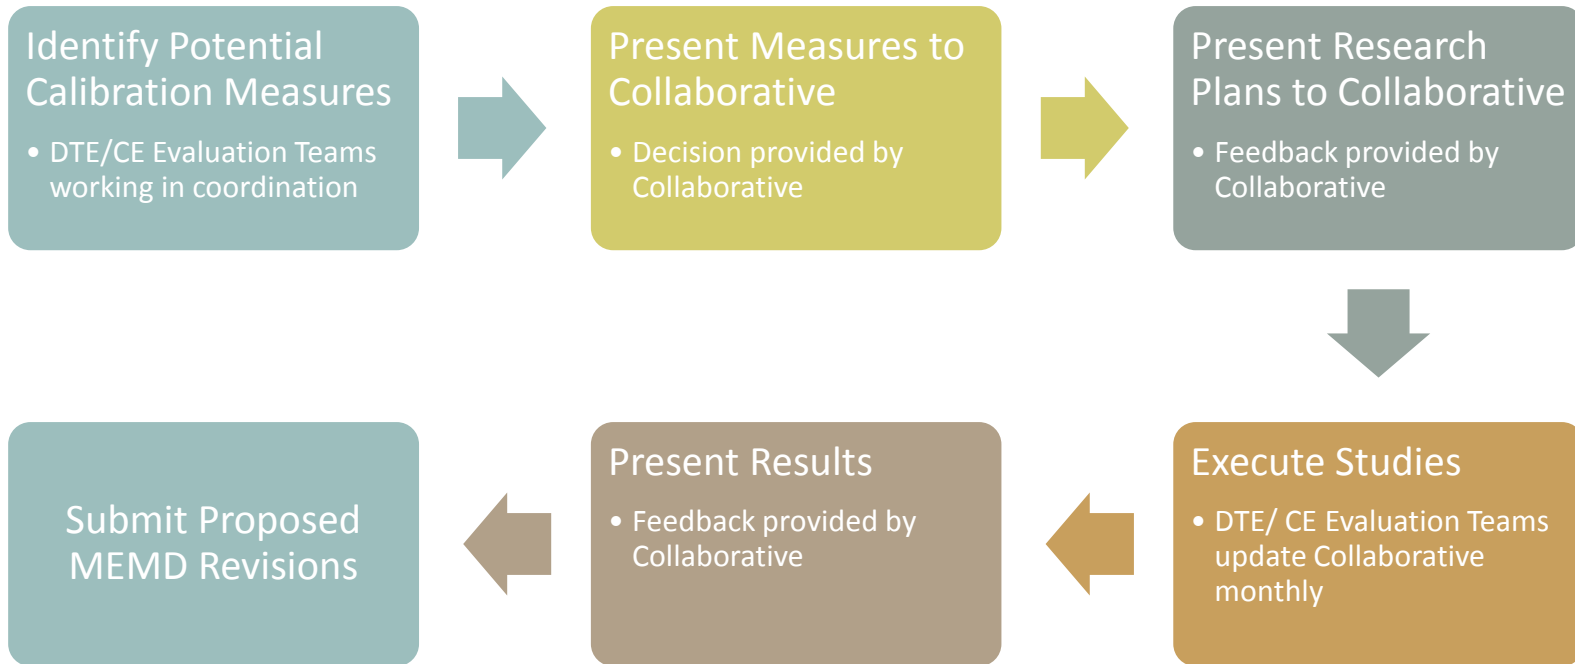 Identify Potential
Calibration Measures
• DTE/CE Evaluation Teams
working in coordination
Present Measures to
Collaborative
• Decision provided by
Collaborative
Present Research
Plans to Collaborative
• Feedback provided by
Collaborative
Execute Studies
• DTE/ CE Evaluation Teams
update Collaborative
monthly
Present Results
• Feedback provided by
Collaborative
Submit Proposed
MEMD Revisions